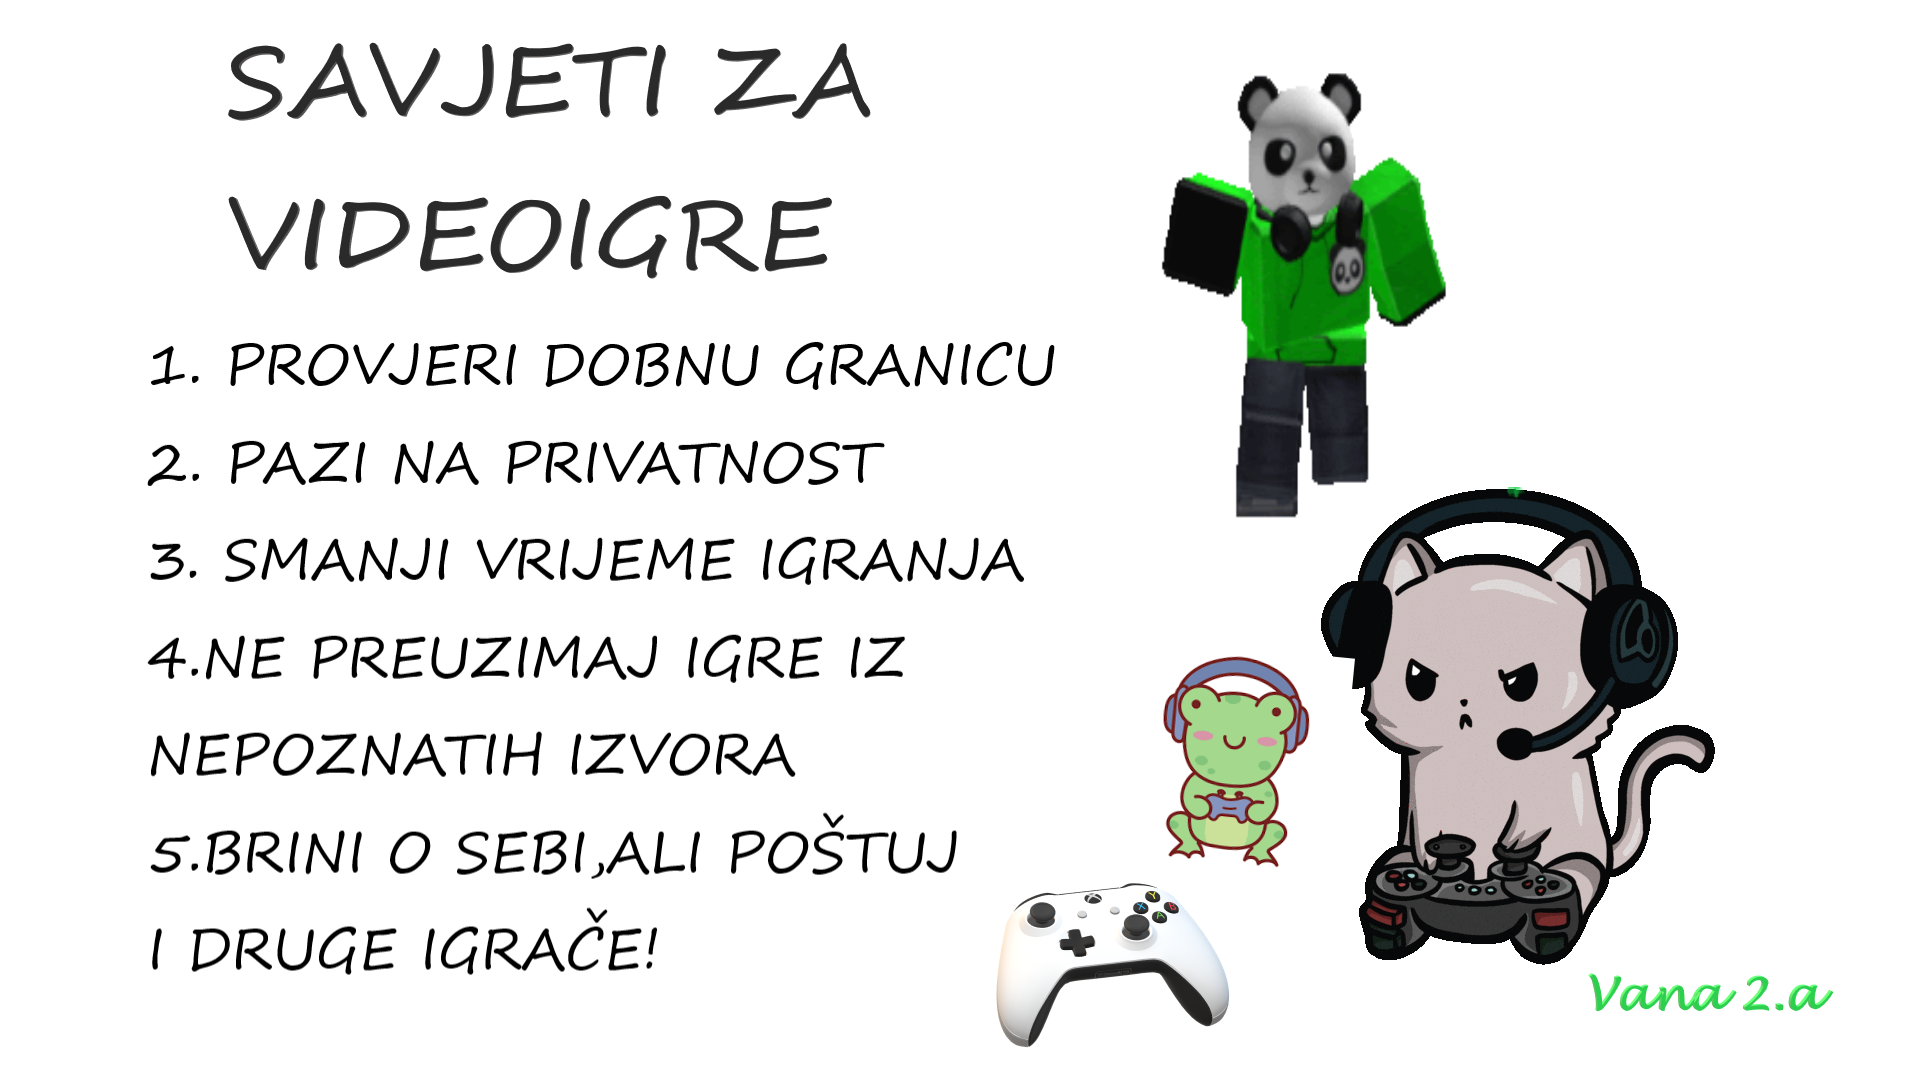 SAVJETI ZA
VIDEOIGRE
1. PROVJERI DOBNU GRANICU
2. PAZI NA PRIVATNOST
3. SMANJI VRIJEME IGRANJA
4.NE PREUZIMAJ IGRE IZ
NEPOZNATIH IZVORA
5.BRINI O SEBI,ALI POŠTUJ
I DRUGE IGRAČE!
Vana 2.a